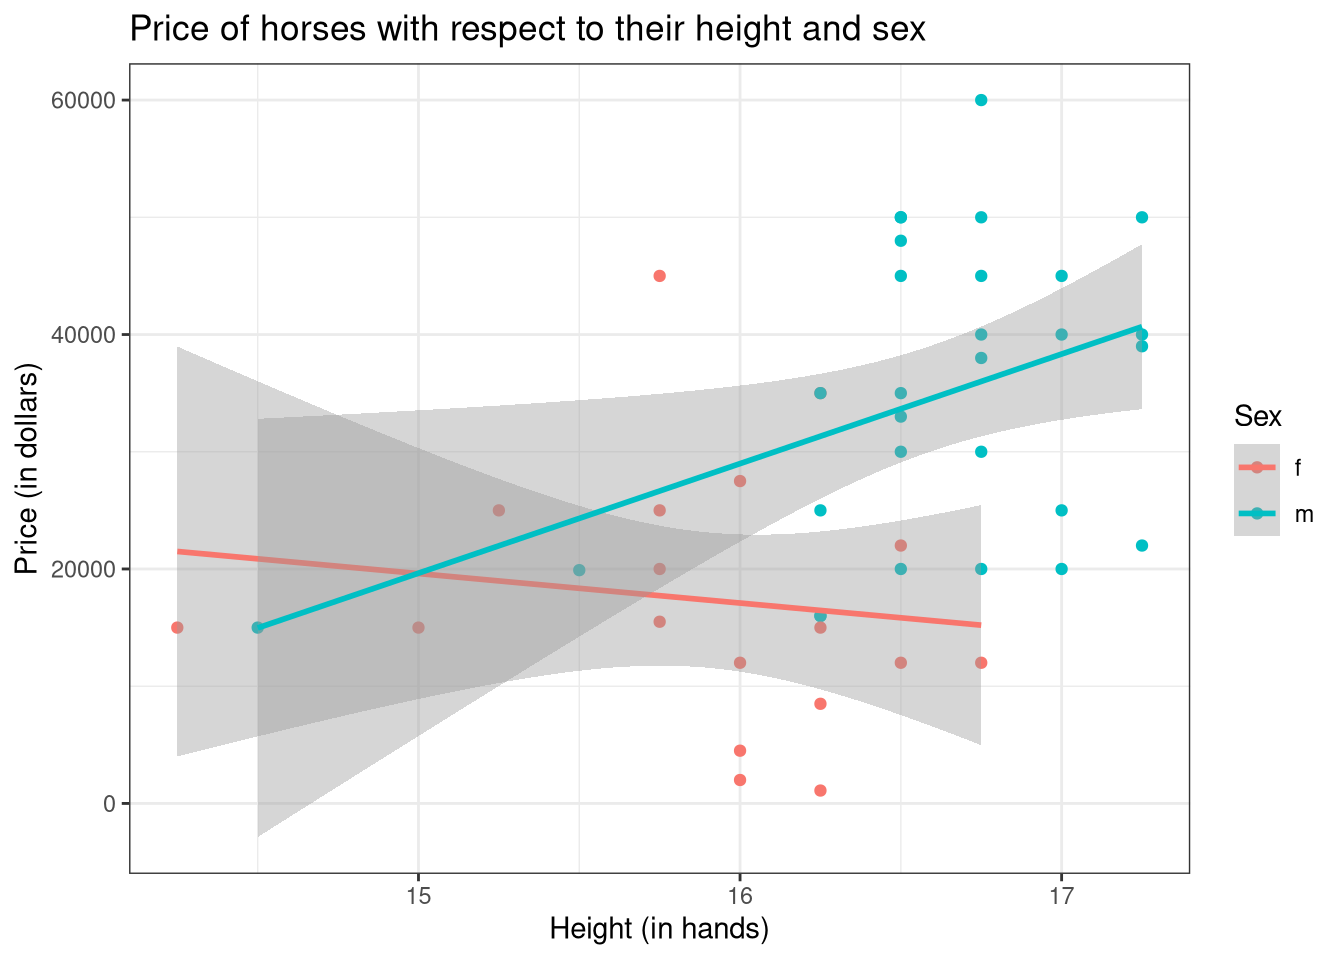 Price of horses with respect to their height and sex
Price (in dollars)
60000
40000
20000
0
15 16 17
Height (in hands)
Sex
f
m